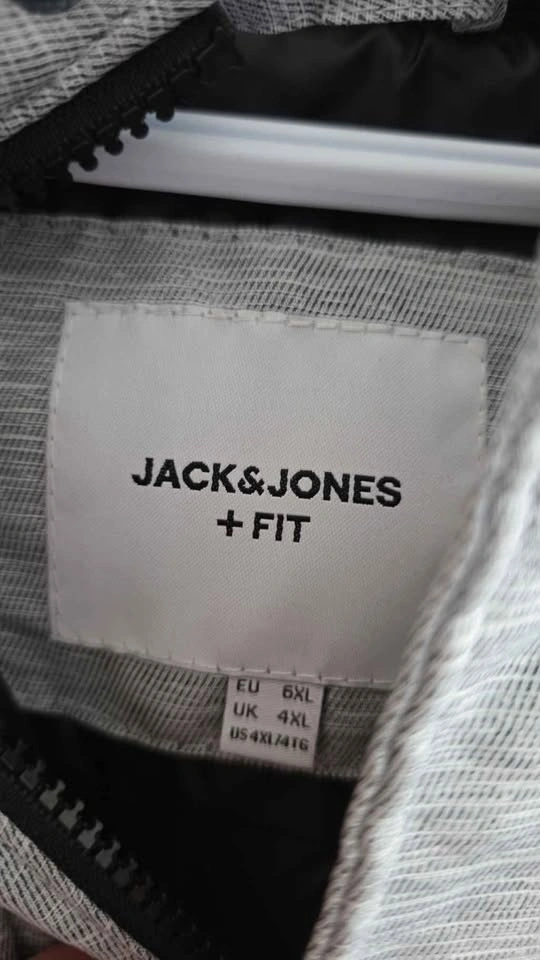 JACK&JONES
+ FIT
EU 6XL
UK 4XL
US 4XL/4TG